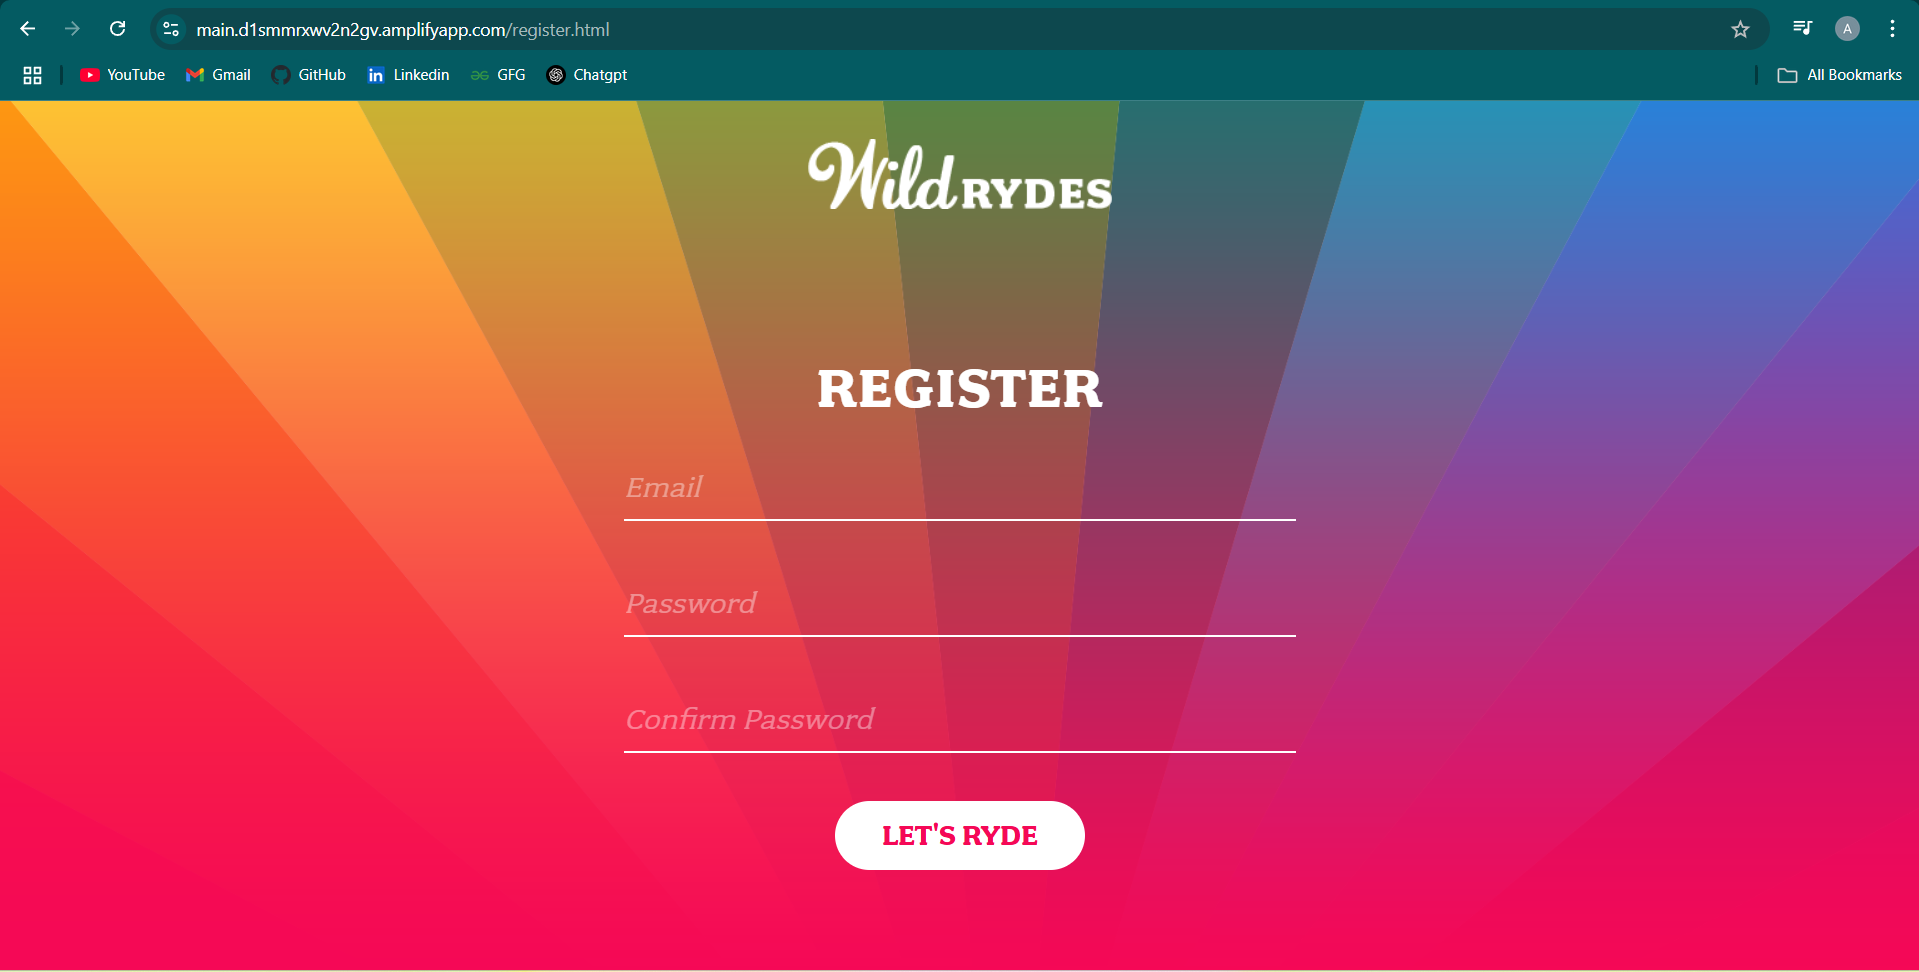 main.d1smmrxwv2n2gv.amplifyapp.com/register.html
A
YouTube
Gmail
GitHub
Linkedin
GFG
Chatgpt
All Bookmarks
Wild RYDES
REGISTER
Email
Password
Confirm Password
LET'S RYDE